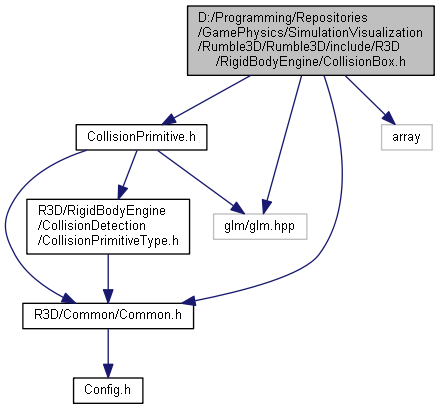 D:/Programming/Repositories
/GamePhysics/SimulationVisualization
/Rumble3D/Rumble3D/include/R3D
/RigidBodyEngine/CollisionBox.h
CollisionPrimitive.h
array
R3D/RigidBodyEngine
/CollisionDetection
/CollisionPrimitiveType.h
glm/glm.hpp
R3D/Common/Common.h
Config.h